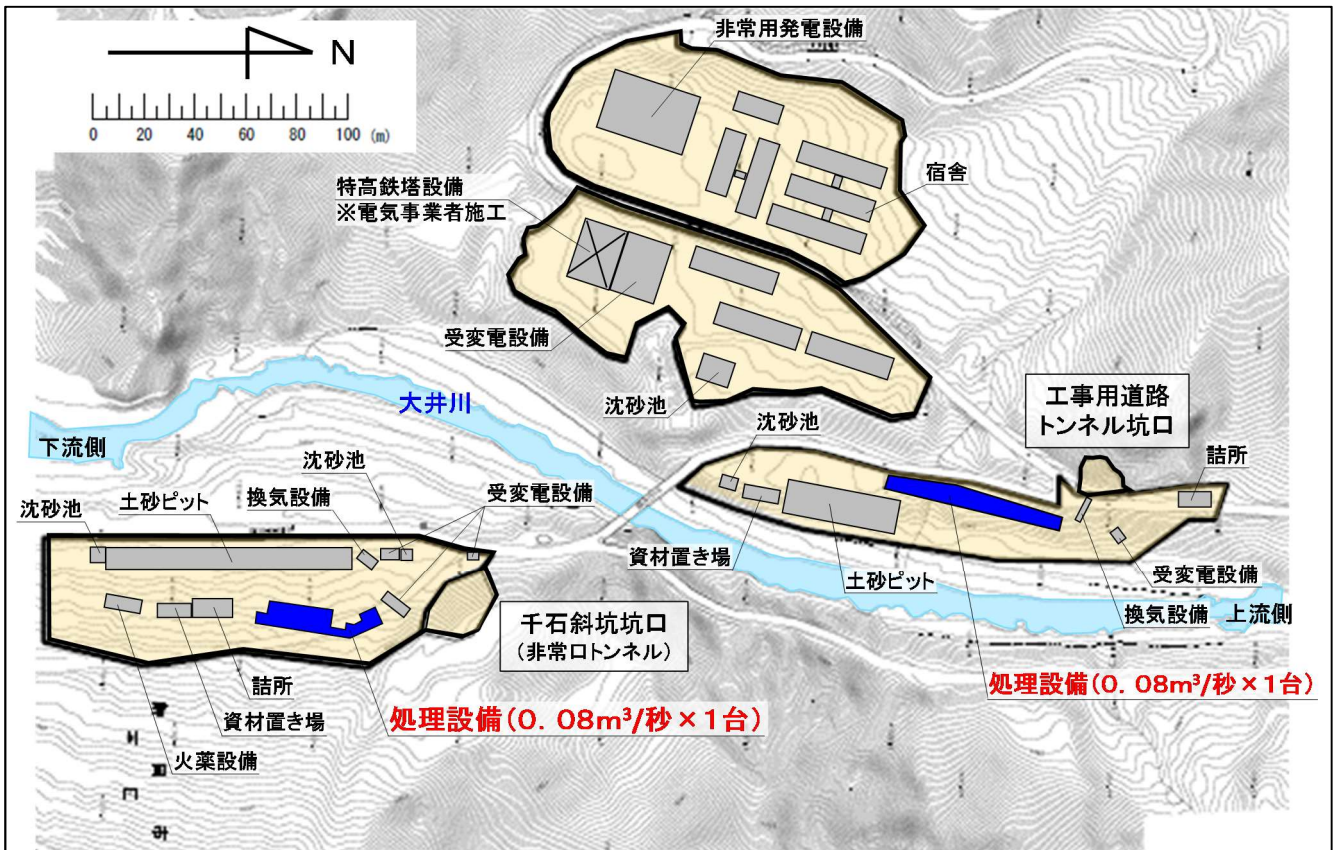 N
0 20 40 60 80 100 (m)
非常用発電設備
宿舎
特高鉄塔設備
※電気事業者施工
受変電設備
沈砂池
大井川
下流側
工事用道路
トンネル坑口
詰所
沈砂池
資材置き場
土砂ピット
受変電設備
換気設備
上流側
処理設備(0.08m³/秒×1台)
沈砂池
土砂ピット
換気設備
沈砂池
受変電設備
千石斜坑坑口
(非常口トンネル)
詰所
資材置き場
火薬設備
処理設備(0.08m³/秒×1台)